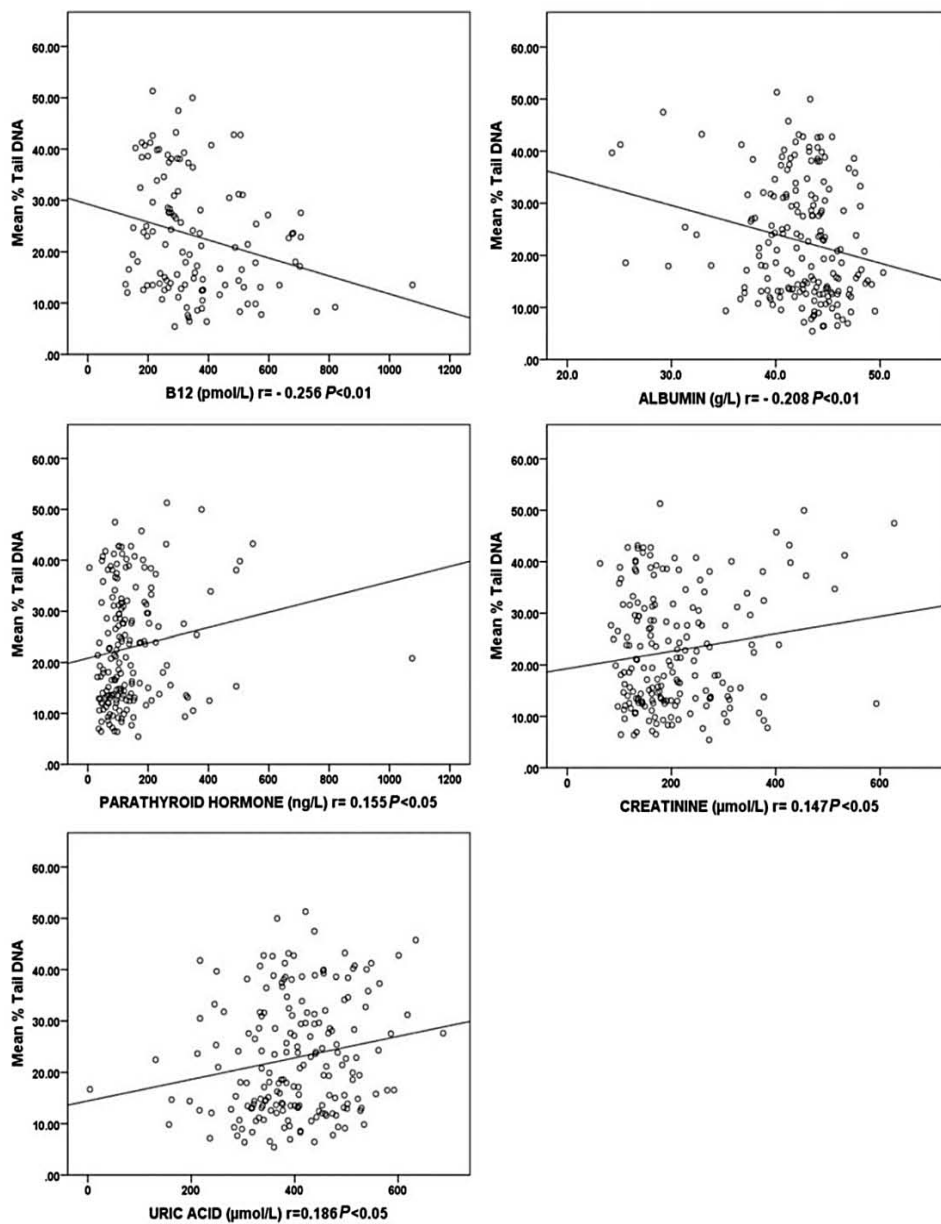 60.00
50.00
40.00
30.00
20.00
10.00
.00
Mean % Tail DNA
0 200 400 600 800 1000 1200
B12 (pmol/L) r= - 0.256 P<0.01
60.00
50.00
40.00
30.00
20.00
10.00
.00
Mean % Tail DNA
20.0 30.0 40.0 50.0
ALBUMIN (g/L) r= - 0.208 P<0.01
60.00
50.00
40.00
30.00
20.00
10.00
.00
Mean % Tail DNA
0 200 400 600 800 1000 1200
PARATHYROID HORMONE (ng/L) r= 0.155 P<0.05
60.00
50.00
40.00
30.00
20.00
10.00
.00
Mean % Tail DNA
0 200 400 600
CREATININE (µmol/L) r= 0.147 P<0.05
60.00
50.00
40.00
30.00
20.00
10.00
.00
Mean % Tail DNA
0 200 400 600
URIC ACID (µmol/L) r=0.186 P<0.05